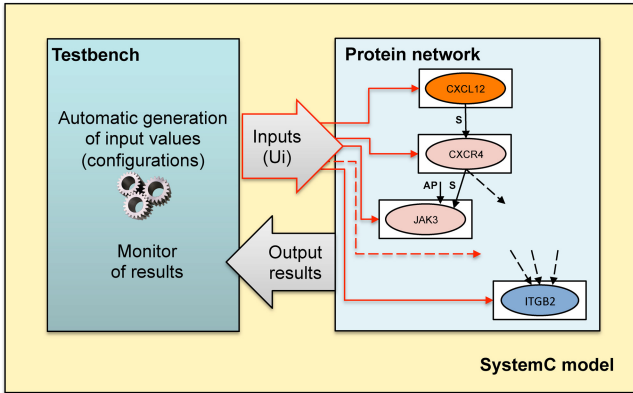 Testbench
Automatic generation
of input values
(configurations)
Monitor
of results
Inputs
(Ui)
Output
results
Protein network
CXCL12
S
CXCR4
AP
S
JAK3
ITGB2
SystemC model